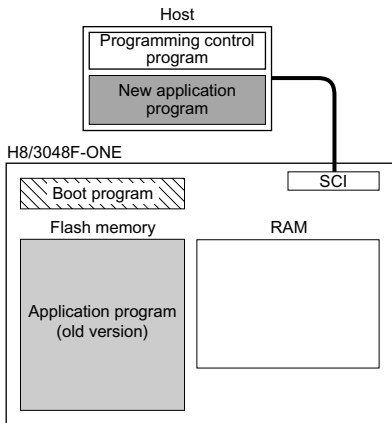 Host
Programming control
program
New application
program
H8/3048F-ONE
SCI
Boot program
Flash memory
RAM
Application program
(old version)